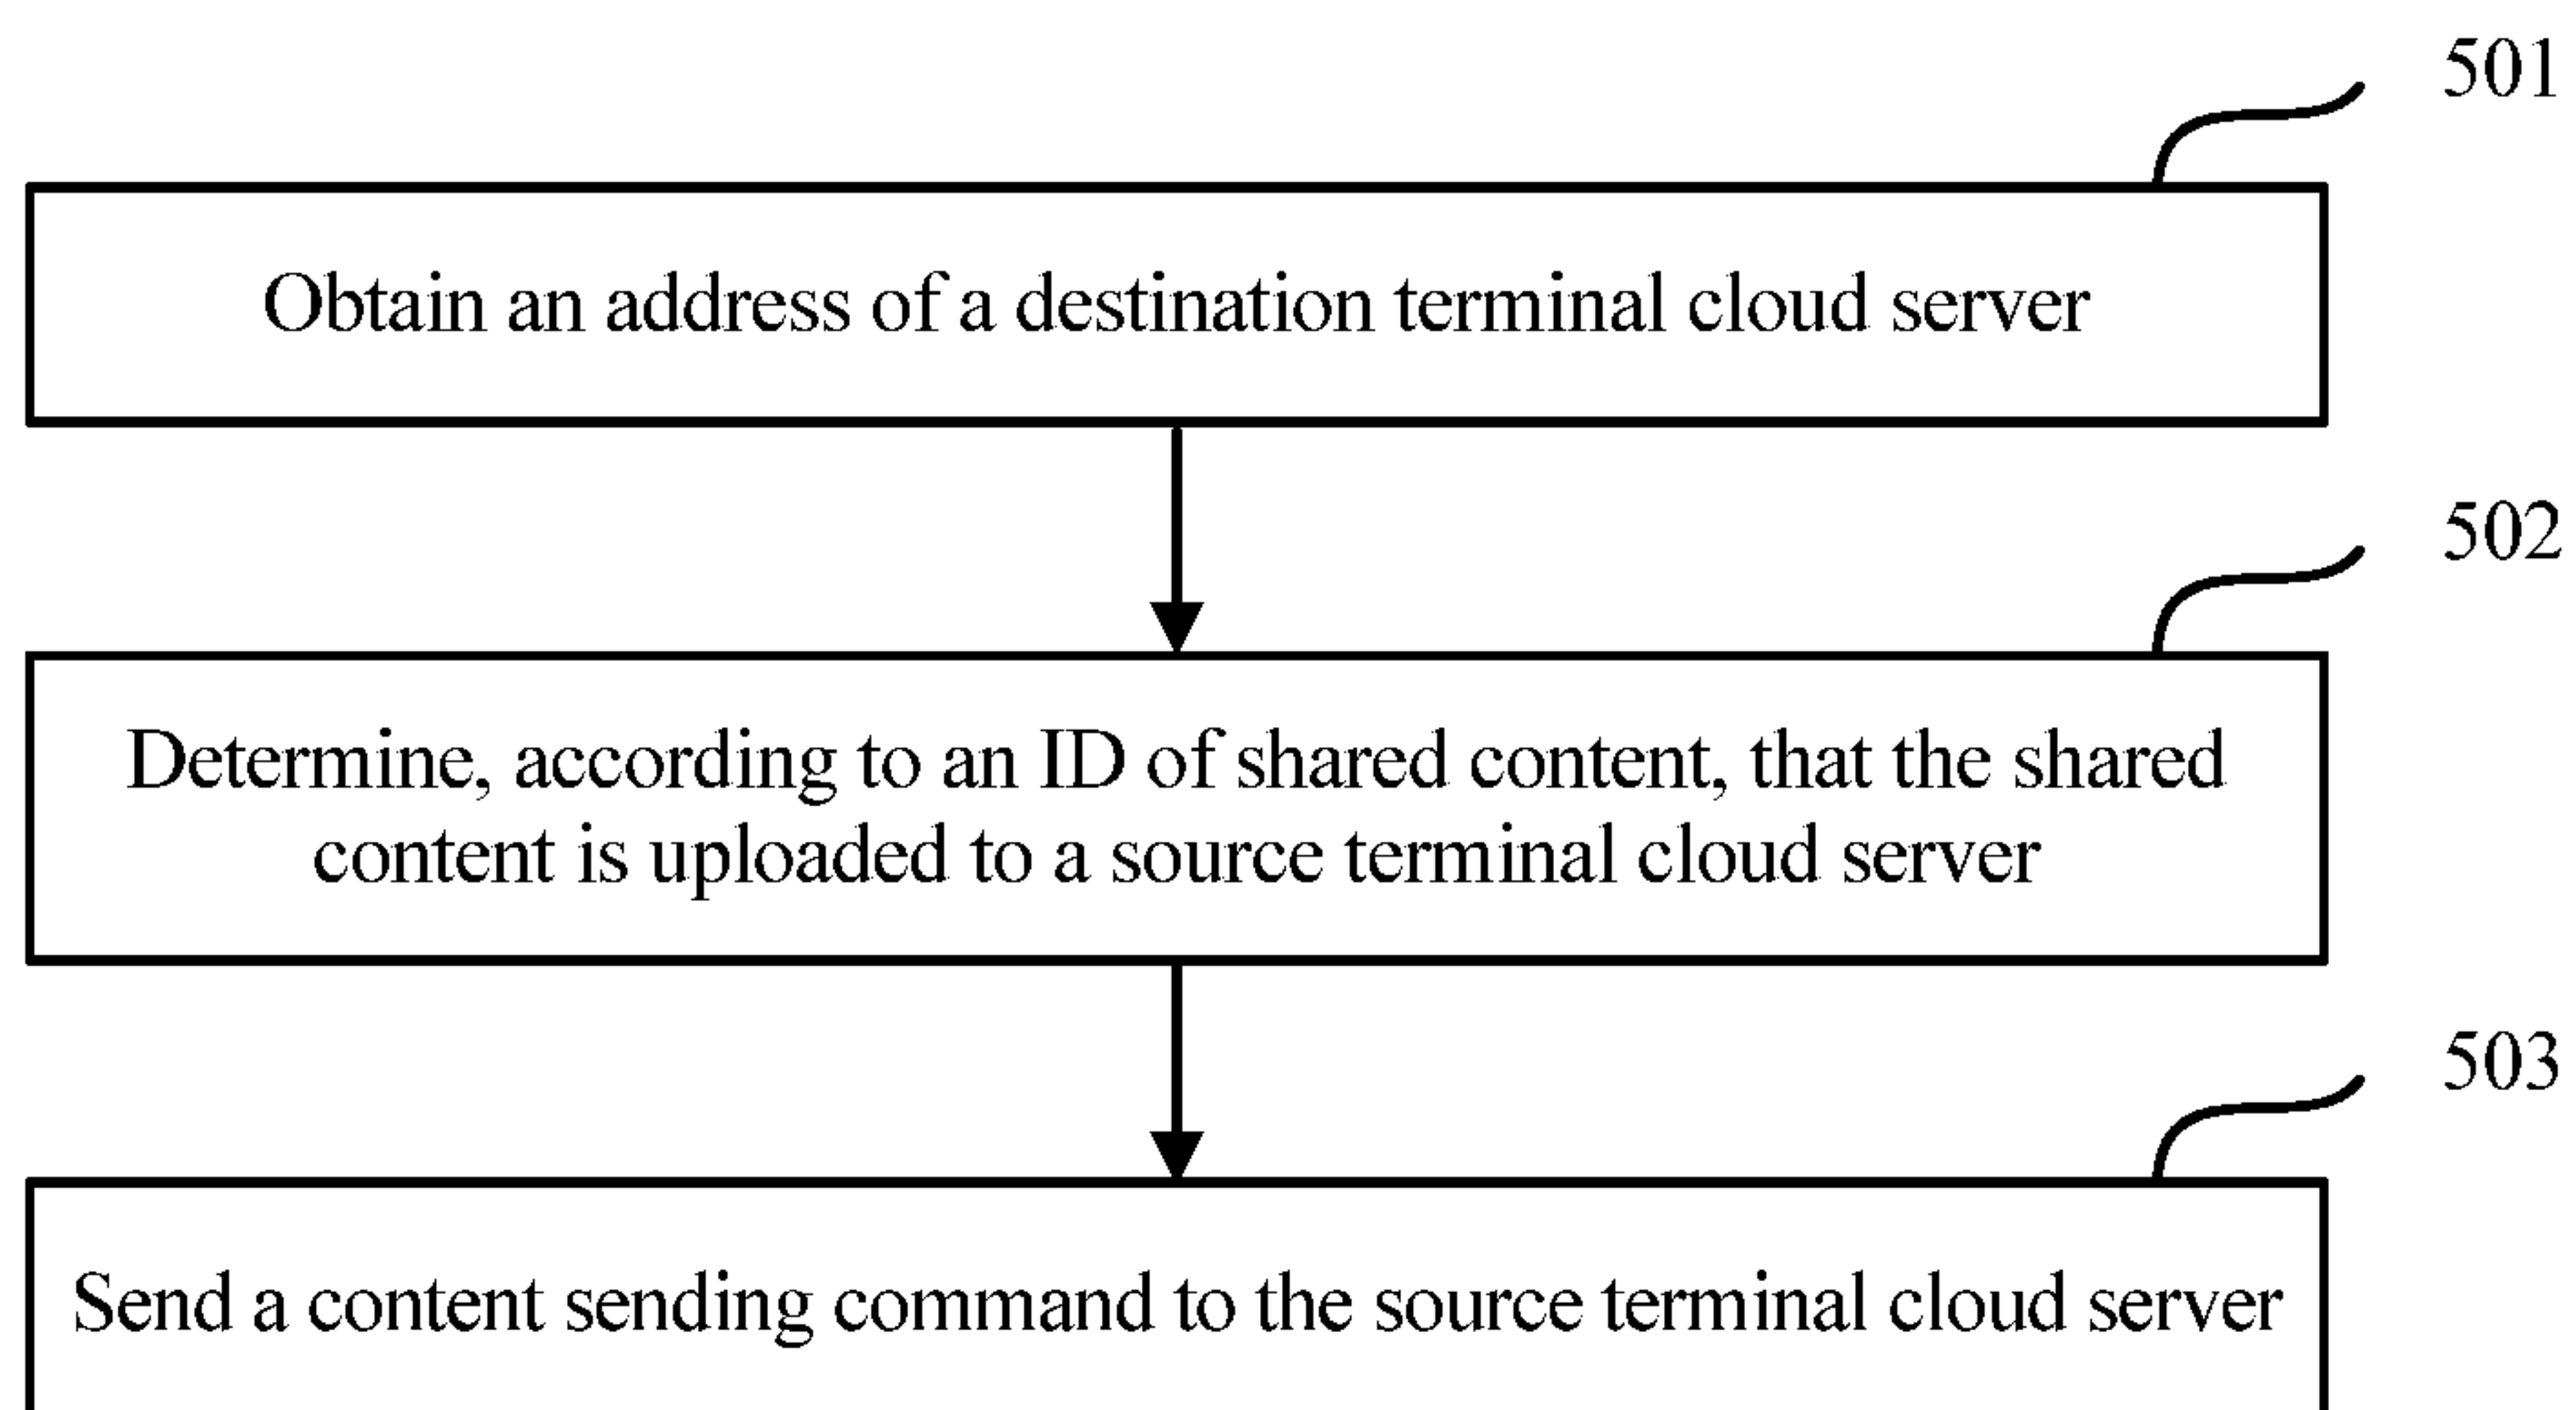 501
Obtain an address of a destination terminal cloud server
502
Determine, according to an ID of shared content, that the shared
content is uploaded to a source terminal cloud server
503
Send a content sending command to the source terminal cloud server